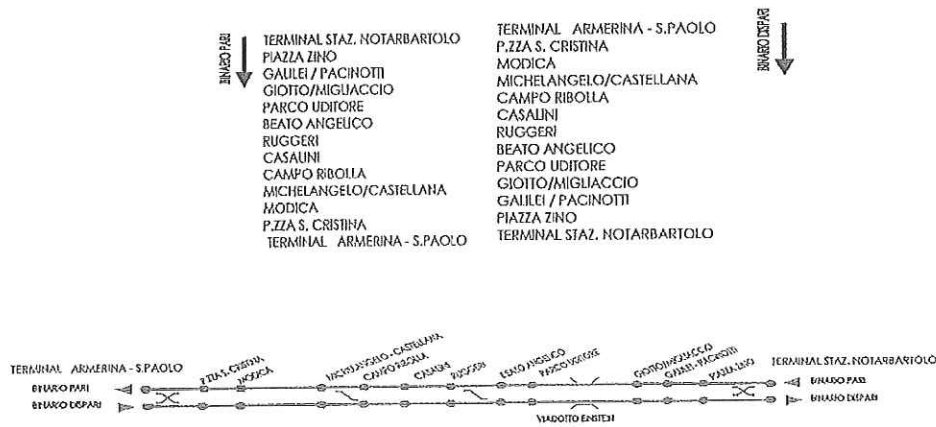 BINARIO PARI
TERMINAL STAZ. NOTARBARTOLO
PIAZZA ZINO
GALILEI / PACINOTTI
GIOTTO/MIGLIACCIO
PARCO UDITORE
BEATO ANGELICO
RUGGERI
CASALINI
CAMPO RIBOLLA
MICHELANGELO/CASTELLANA
MODICA
P.ZZA S. CRISTINA
TERMINAL ARMERINA - S.PAOLO
TERMINAL ARMERINA - S.PAOLO
P.ZZA S. CRISTINA
MODICA
MICHELANGELO/CASTELLANA
CAMPO RIBOLLA
CASALINI
RUGGERI
BEATO ANGELICO
PARCO UDITORE
GIOTTO/MIGLIACCIO
GALILEI / PACINOTTI
PIAZZA ZINO
TERMINAL STAZ. NOTARBARTOLO
BINARIO DISPARI
TERMINAL ARMERINA - S.PAOLO
BINARIO PARI
BINARIO DISPARI
P.ZZA S. CRISTINA
MODICA
MICHELANGELO - CASTELLANA
CAMPO RIBOLLA
CASALINI
RUGGERI
BEATO ANGELICO
PARCO UDITORE
GIOTTO/MIGLIACCIO
GALILEI - PACINOTTI
PIAZZA ZINO
TERMINAL STAZ. NOTARBARTOLO
BINARIO PARI
BINARIO DISPARI
VIADOTTO EINSTEIN